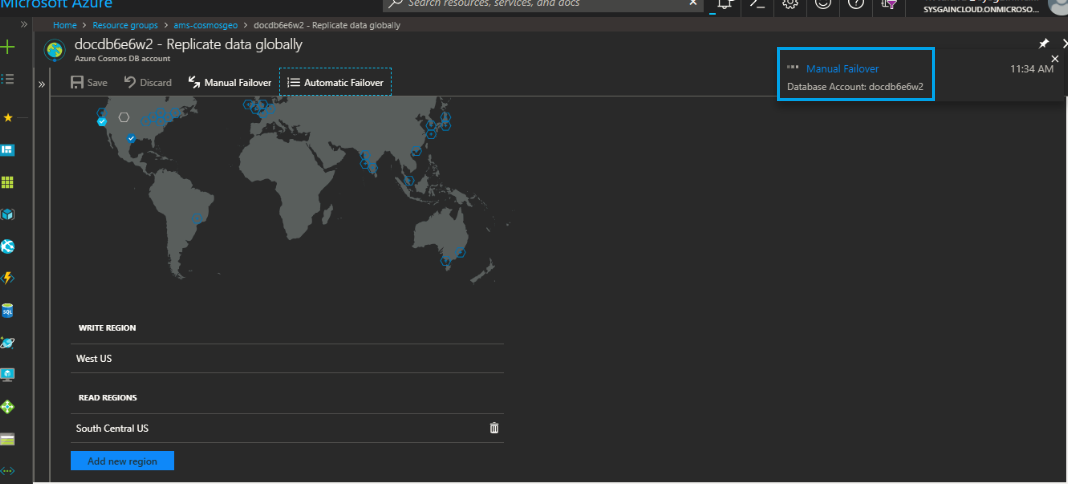 Microsoft Azure
Search resources, services, and docs
SYSGAINCLOUD.ONMICROSO...
Home > Resource groups > ams-cosmosgeo > docdb6e6w2 - Replicate data globally
docdb6e6w2 - Replicate data globally
Azure Cosmos DB account
Save Discard Manual Failover Automatic Failover
Manual Failover 11:34 AM
Database Account: docdb6e6w2
WRITE REGION
West US
READ REGIONS
South Central US
Add new region